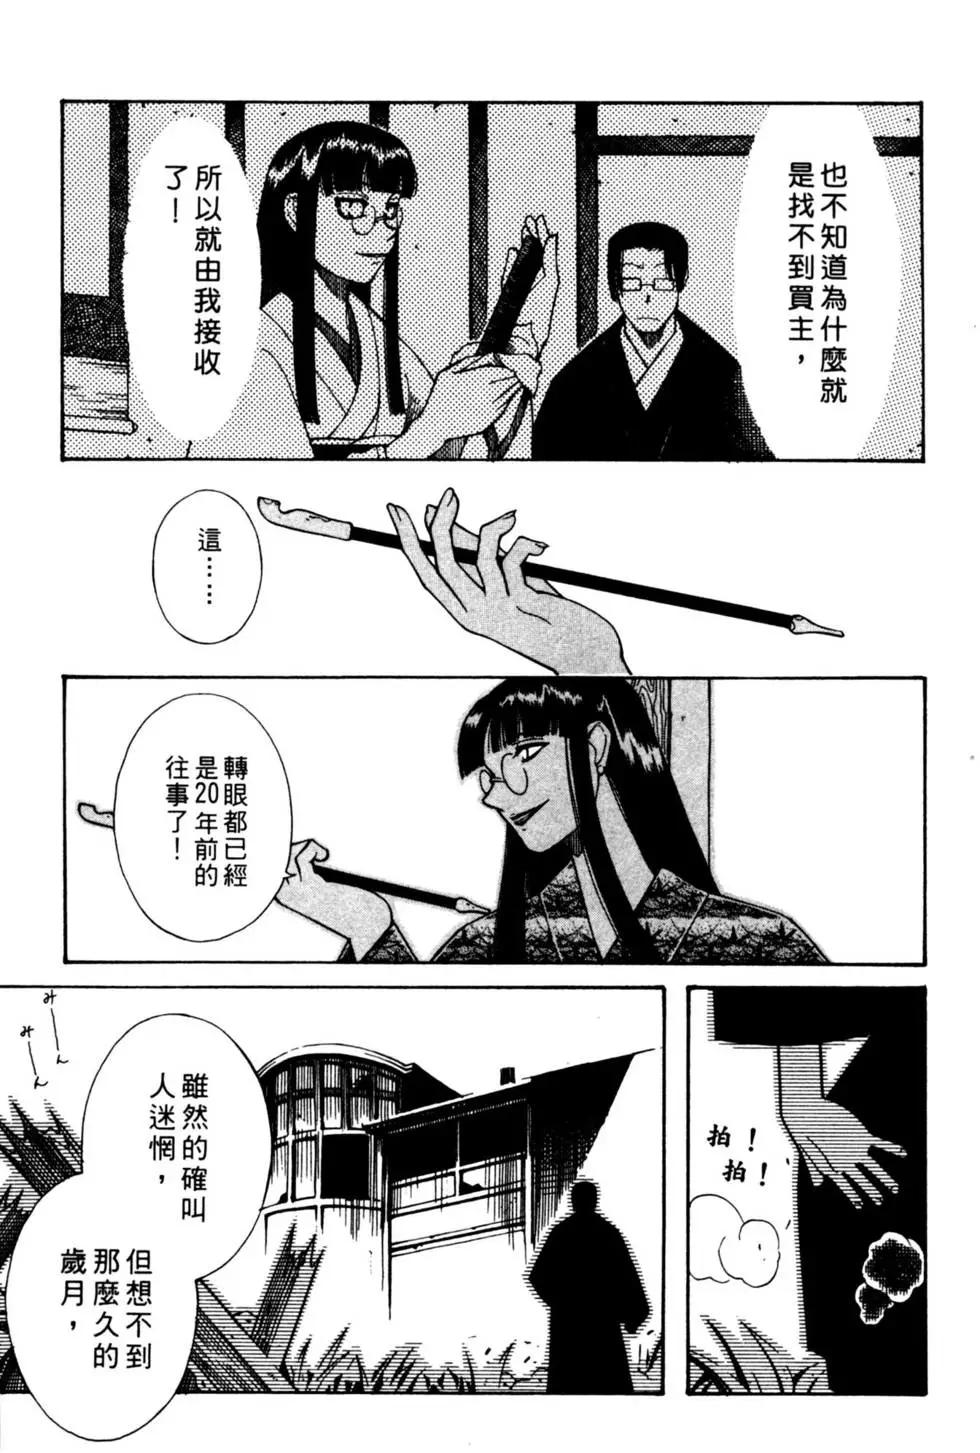 也不知道為什麼就
是找不到買主，
所以就由我接收
了！
這……
轉眼都已經
是20年前的
往事了！
拍！
拍！
雖然的確叫
人迷惘，
但想不到
那麼久的
歲月，
みーん
みーん